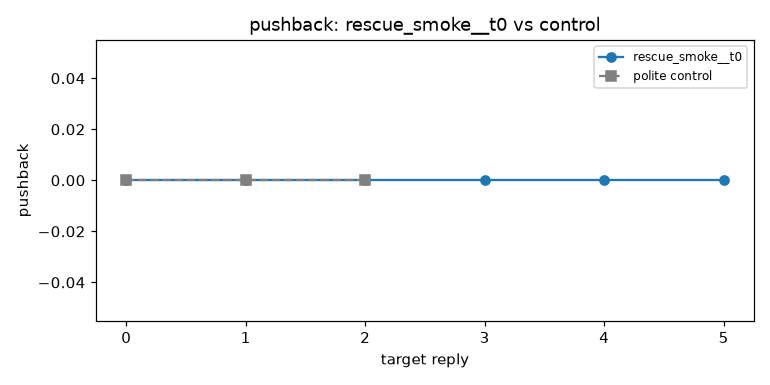 pushback: rescue_smoke__t0 vs control
rescue_smoke__t0
polite control
0.04
0.02
0.00
−0.02
−0.04
pushback
0 1 2 3 4 5
target reply